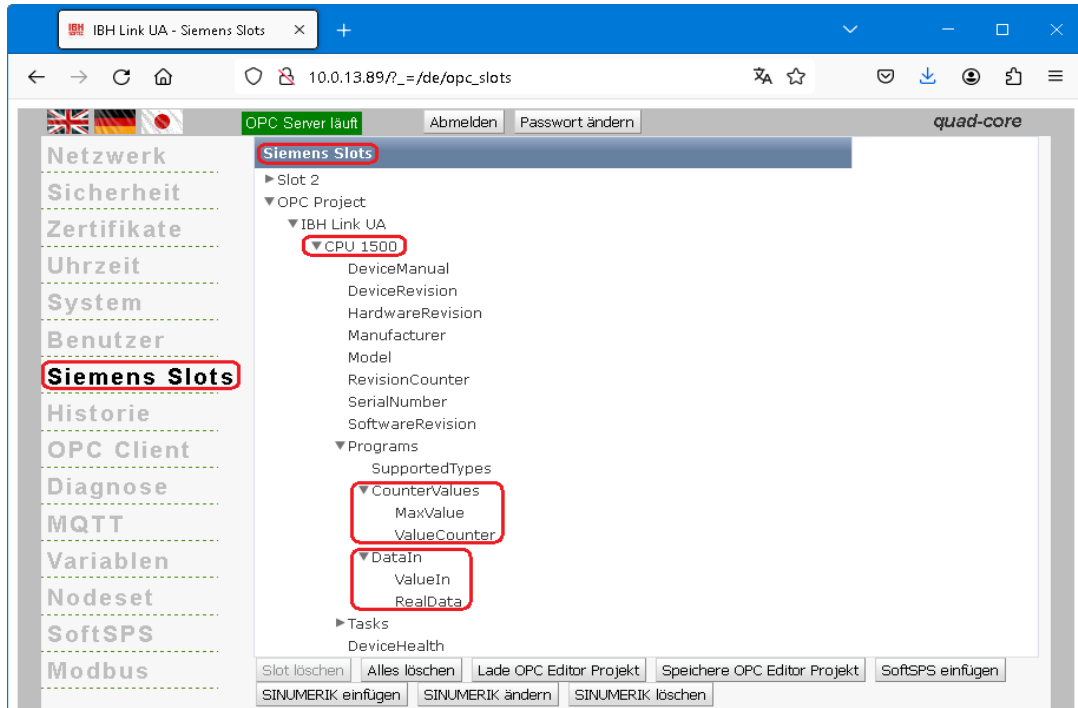 IBH Link UA - Siemens Slots
10.0.13.89/?_=/de/opc_slots
OPC Server läuft
Abmelden
Passwort ändern
quad-core
Netzwerk
Sicherheit
Zertifikate
Uhrzeit
System
Benutzer
Siemens Slots
Historie
OPC Client
Diagnose
MQTT
Variablen
Nodeset
SoftSPS
Modbus
Siemens Slots
Slot 2
OPC Project
IBH Link UA
CPU 1500
DeviceManual
DeviceRevision
HardwareRevision
Manufacturer
Model
RevisionCounter
SerialNumber
SoftwareRevision
Programs
SupportedTypes
CounterValues
MaxValue
ValueCounter
DataIn
ValueIn
RealData
Tasks
DeviceHealth
Slot löschen Alles löschen Lade OPC Editor Projekt Speichere OPC Editor Projekt SoftSPS einfügen
SINUMERIK einfügen SINUMERIK ändern SINUMERIK löschen